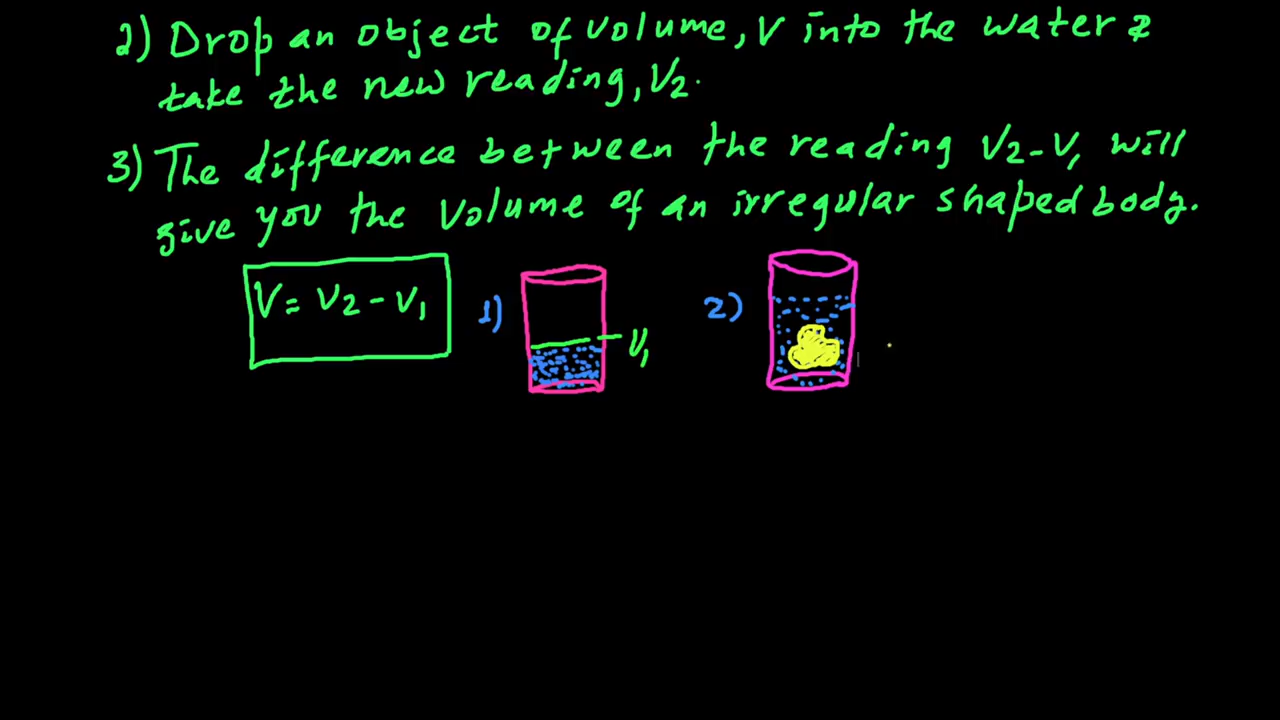 2) Drop an object of volume, V into the water &
take the new reading, V2.
3) The difference between the reading V2-V1 will
give you the volume of an irregular shaped body.
V = V2 - V1
1)
V1
2)